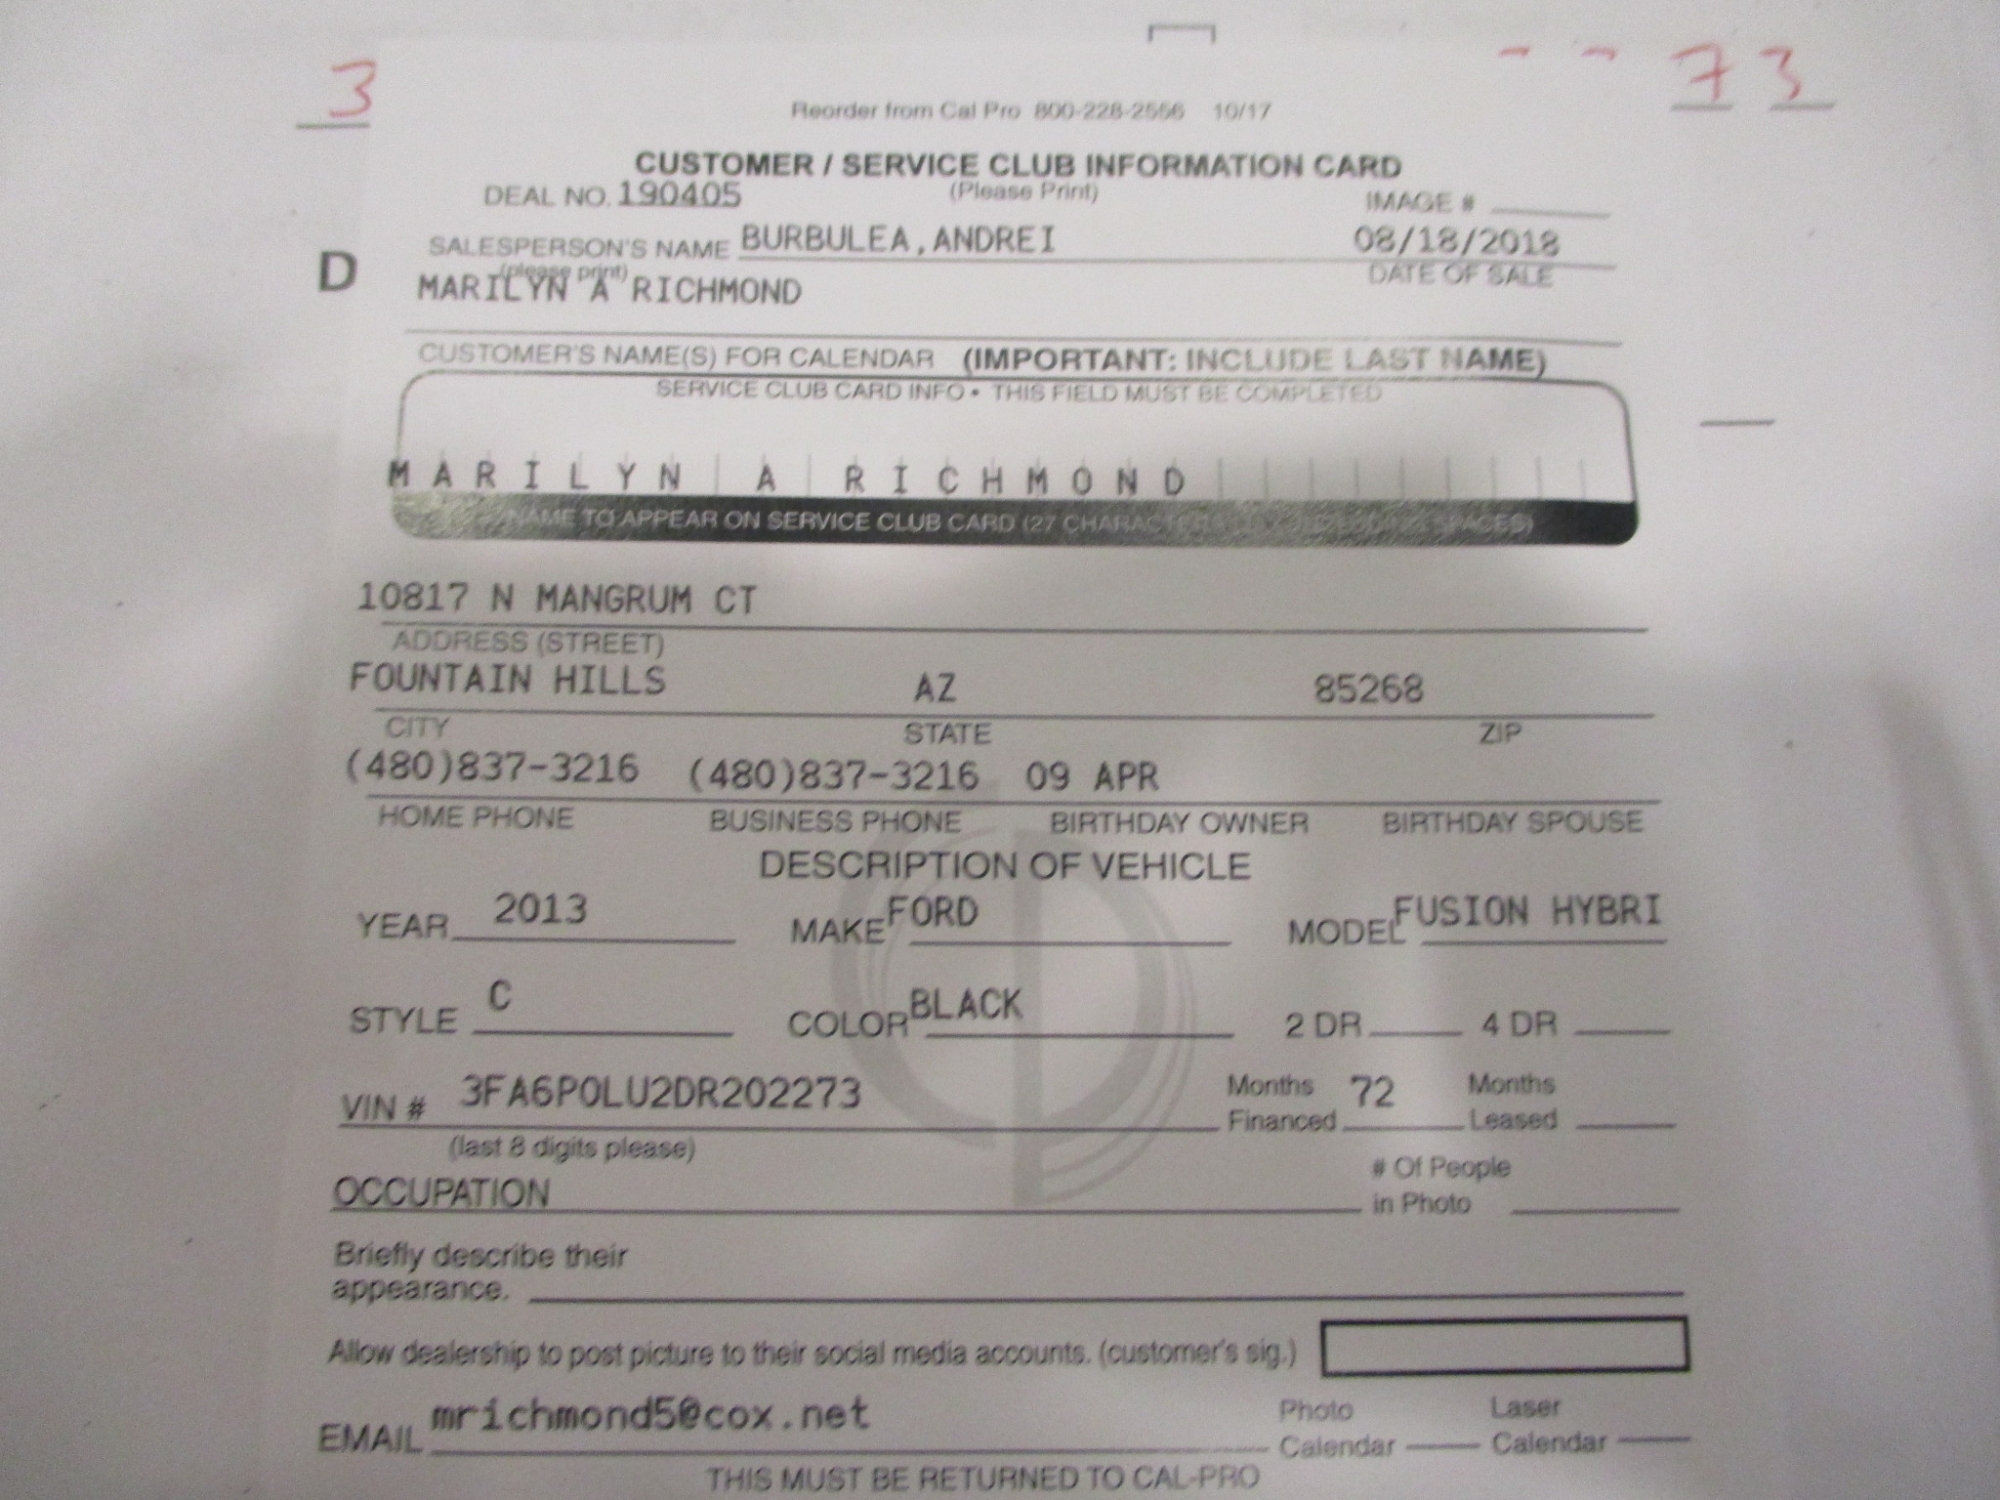 3 - - 7 3
Reorder from Cal Pro 800-228-2556 10/17
CUSTOMER / SERVICE CLUB INFORMATION CARD
DEAL NO. 190405 (Please Print) IMAGE #
SALESPERSON'S NAME BURBULEA,ANDREI 08/18/2018
(please print) DATE OF SALE
D
MARILYN A RICHMOND
CUSTOMER'S NAME(S) FOR CALENDAR (IMPORTANT: INCLUDE LAST NAME)
SERVICE CLUB CARD INFO • THIS FIELD MUST BE COMPLETED
MARILYN A RICHMOND
NAME TO APPEAR ON SERVICE CLUB CARD (27 CHARACTERS SPACES)
10817 N MANGRUM CT
ADDRESS (STREET)
FOUNTAIN HILLS AZ 85268
CITY STATE ZIP
(480)837-3216 (480)837-3216 09 APR
HOME PHONE BUSINESS PHONE BIRTHDAY OWNER BIRTHDAY SPOUSE
DESCRIPTION OF VEHICLE
YEAR 2013 MAKE FORD MODEL FUSION HYBRI
STYLE C COLOR BLACK 2 DR 4 DR
VIN # 3FA6P0LU2DR202273 Months Financed 72 Months Leased
(last 8 digits please)
OCCUPATION # Of People in Photo
Briefly describe their
appearance.
Allow dealership to post picture to their social media accounts. (customer's sig.)
EMAIL mrichmond5@cox.net Photo Calendar Laser Calendar
THIS MUST BE RETURNED TO CAL-PRO